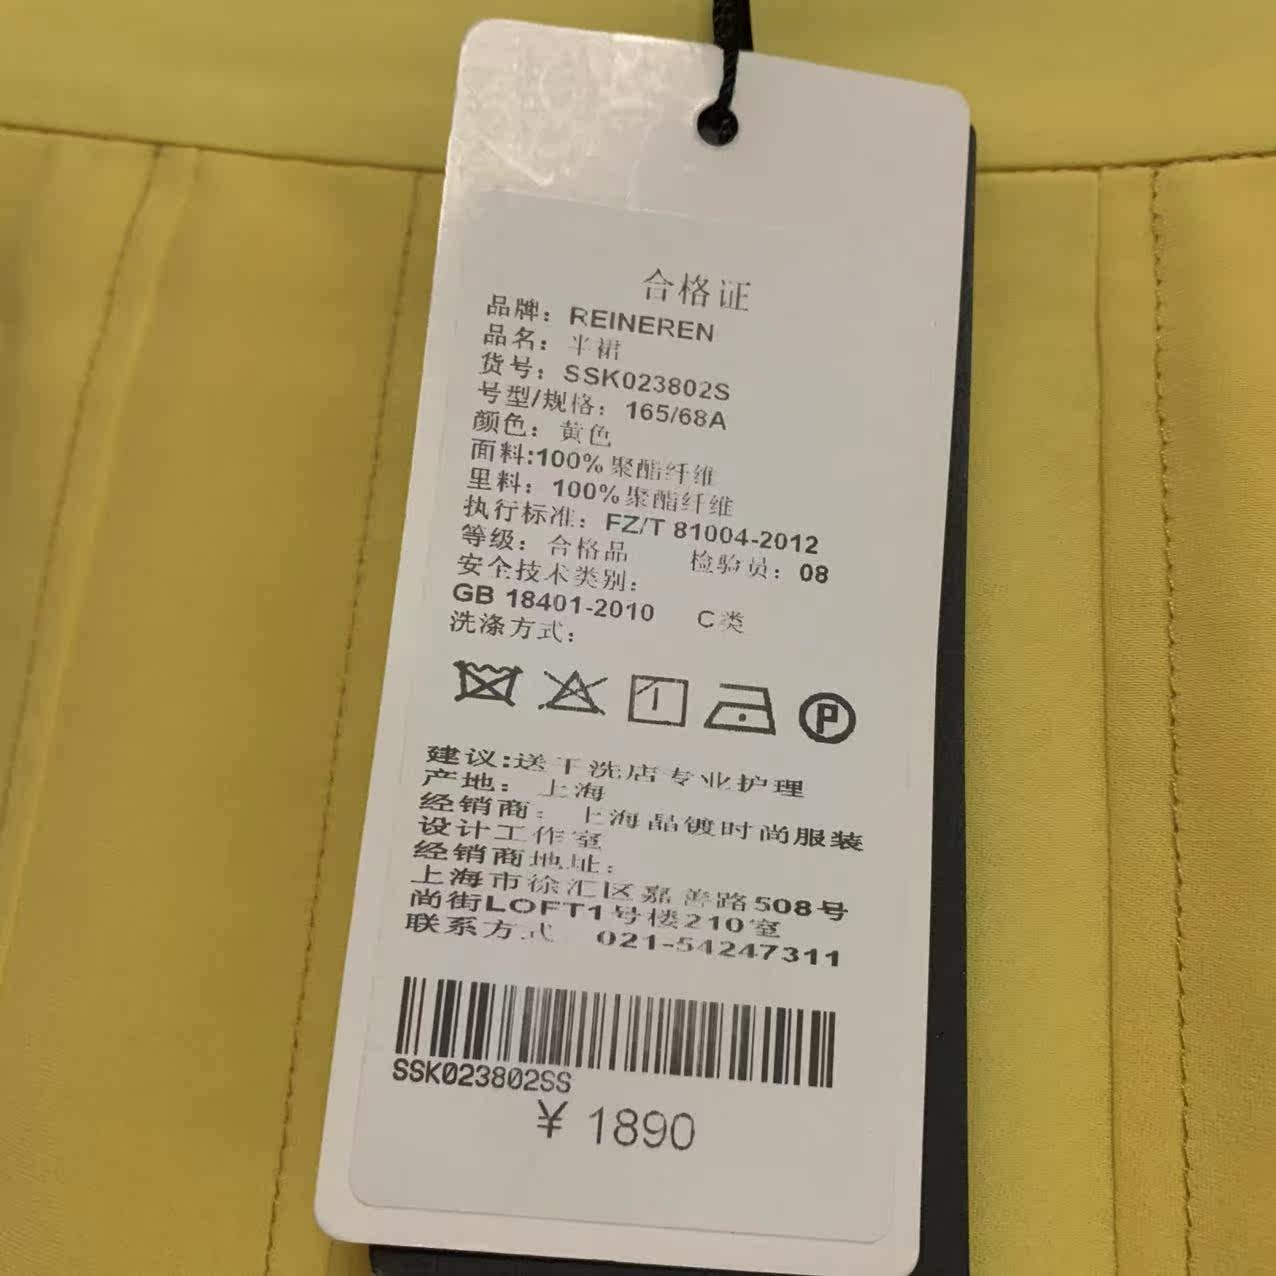 合格证
品牌：REINEREN
品名：半裙
货号：SSK023802S
号型/规格：165/68A
颜色：黄色
面料:100%聚酯纤维
里料：100%聚酯纤维
执行标准：FZ/T 81004-2012
等级：合格品 检验员：08
安全技术类别：
GB 18401-2010 C类
洗涤方式：
P
建议:送干洗店专业护理
产地：上海
经销商：上海晶镀时尚服装
设计工作室
经销商地址：
上海市徐汇区嘉善路508号
尚街LOFT1号楼210室
联系方式 021-54247311
SSK023802SS
¥ 1890